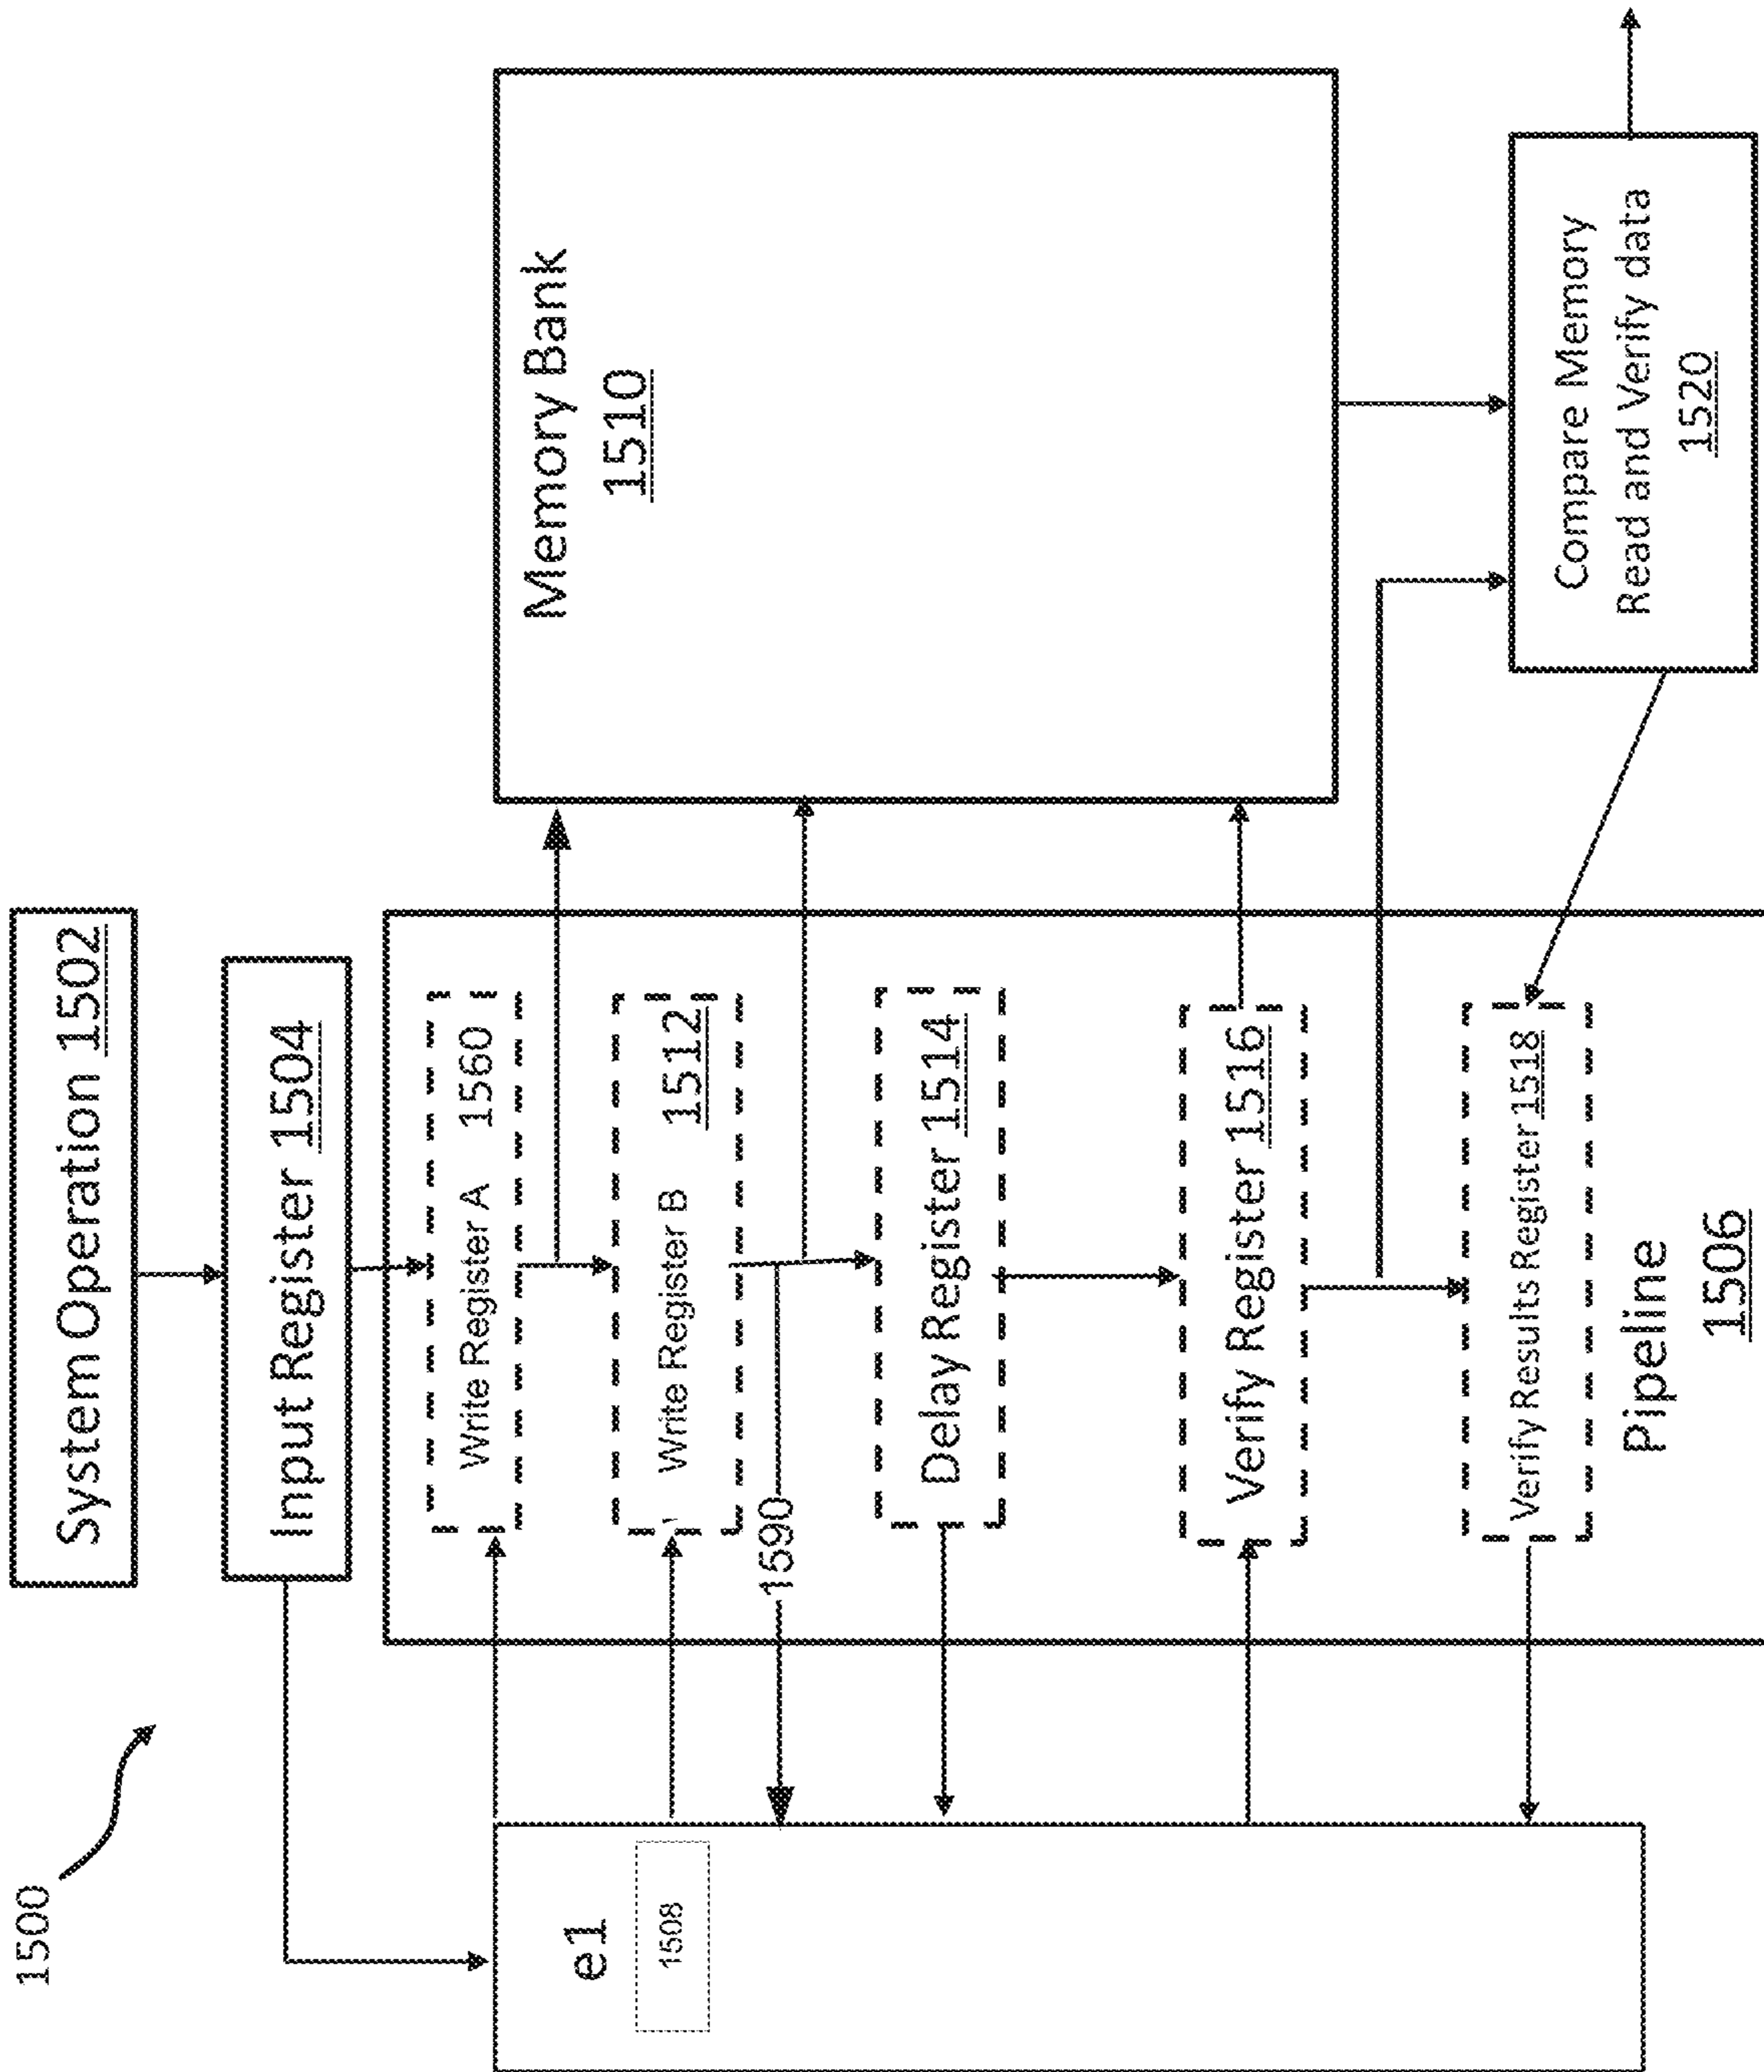 1500
System Operation 1502
Input Register 1504
e1
1508
Write Register A 1560
Write Register B 1512
1590
Delay Register 1514
Verify Register 1516
Verify Results Register 1518
Pipeline
1506
Memory Bank
1510
Compare Memory
Read and Verify data
1520